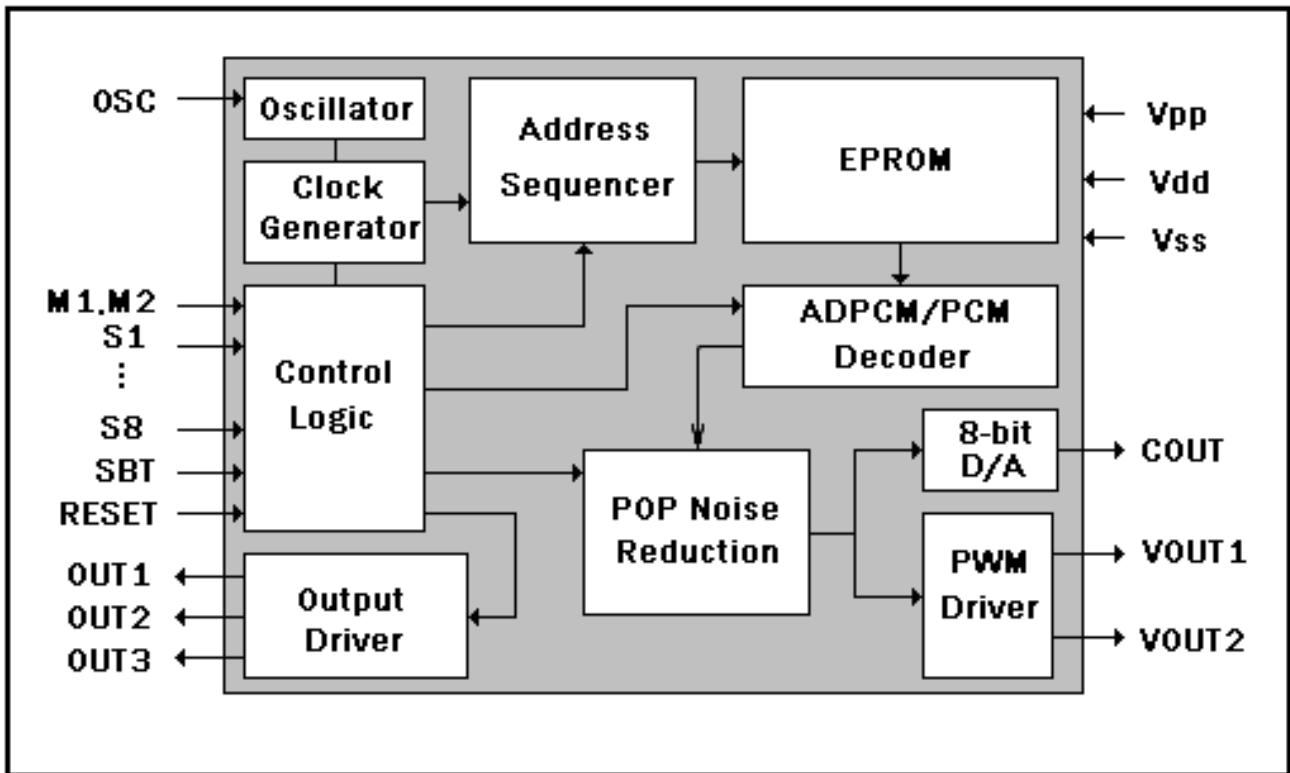 OSC
Oscillator
Clock
Generator
Address
Sequencer
EPROM
Vpp
Vdd
Vss
M1,M2
S1
⋮
S8
SBT
RESET
Control
Logic
ADPCM/PCM
Decoder
POP Noise
Reduction
8-bit
D/A
COUT
PWM
Driver
VOUT1
VOUT2
OUT1
OUT2
OUT3
Output
Driver